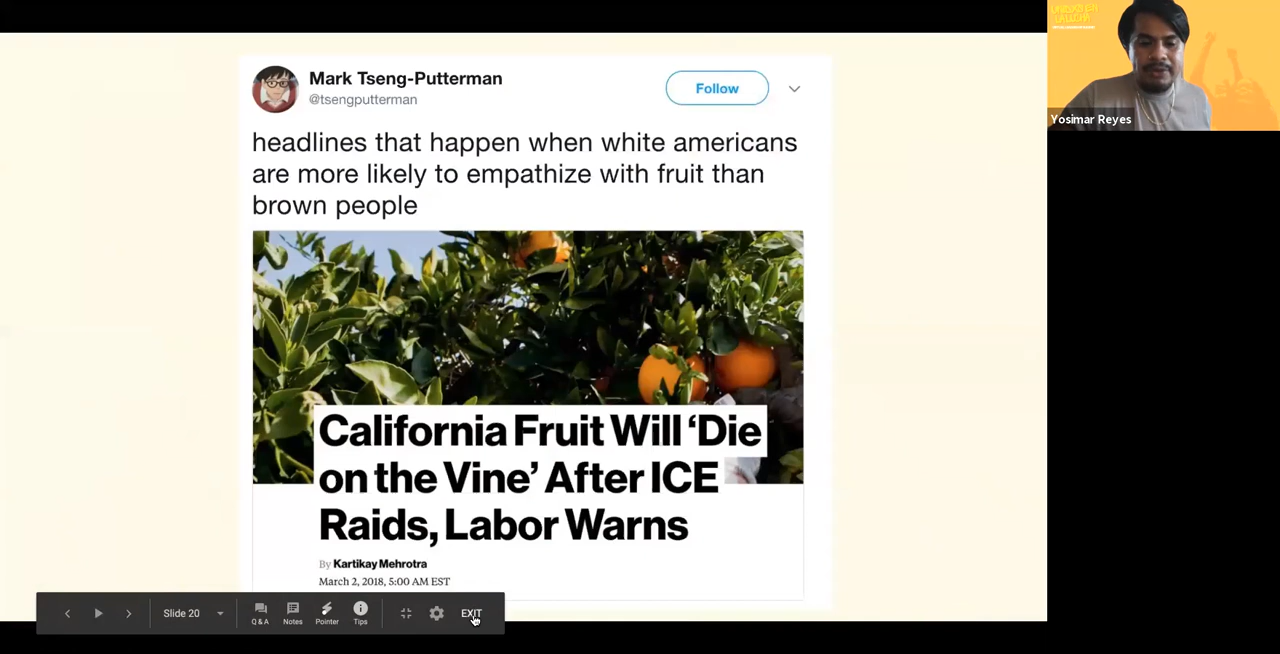 Mark Tseng-Putterman
@tsengputterman
Follow
headlines that happen when white americans
are more likely to empathize with fruit than
brown people
California Fruit Will ‘Die
on the Vine’ After ICE
Raids, Labor Warns
By Kartikay Mehrotra
March 2, 2018, 5:00 AM EST
Slide 20
Q & A
Notes
Pointer
Tips
EXIT
Yosimar Reyes